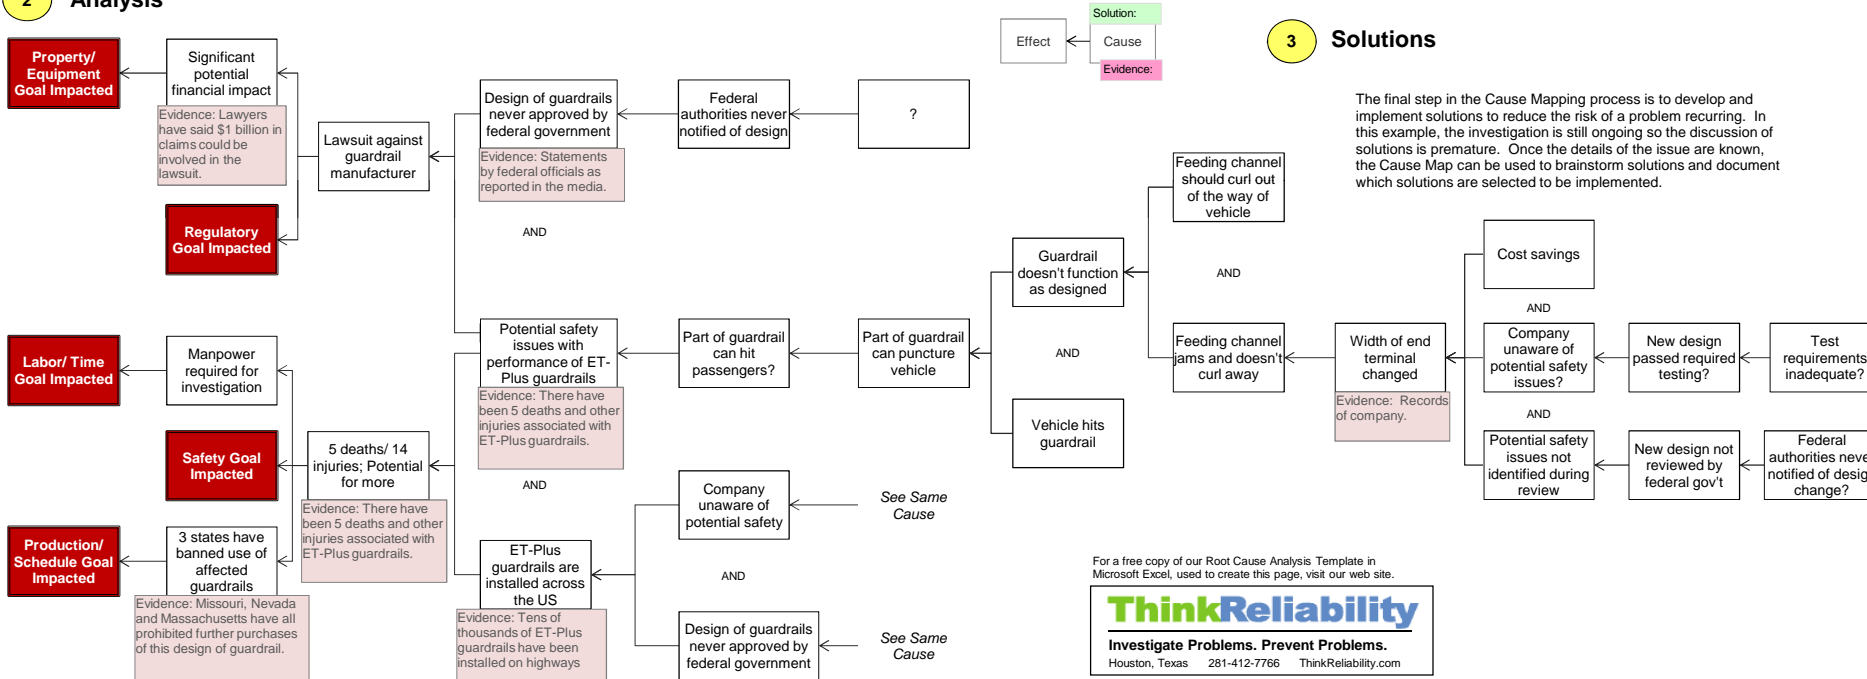 2
Analysis
Property/
Equipment
Goal Impacted
Significant
potential
financial impact
Evidence: Lawyers
have said $1 billion in
claims could be
involved in the
lawsuit.
Regulatory
Goal Impacted
Lawsuit against
guardrail
manufacturer
Design of guardrails
never approved by
federal government
Evidence: Statements
by federal officials as
reported in the media.
AND
Federal
authorities never
notified of design
?
Effect
Solution:
Cause
Evidence:
3
Solutions
The final step in the Cause Mapping process is to develop and
implement solutions to reduce the risk of a problem recurring. In
this example, the investigation is still ongoing so the discussion of
solutions is premature. Once the details of the issue are known,
the Cause Map can be used to brainstorm solutions and document
which solutions are selected to be implemented.
Labor/ Time
Goal Impacted
Manpower
required for
investigation
Safety Goal
Impacted
5 deaths/ 14
injuries; Potential
for more
Evidence: There have
been 5 deaths and other
injuries associated with
ET-Plus guardrails.
Production/
Schedule Goal
Impacted
3 states have
banned use of
affected
guardrails
Evidence: Missouri, Nevada
and Massachusetts have all
prohibited further purchases
of this design of guardrail.
Potential safety
issues with
performance of ET-
Plus guardrails
Evidence: There have
been 5 deaths and other
injuries associated with
ET-Plus guardrails.
AND
ET-Plus
guardrails are
installed across
the US
Evidence: Tens of
thousands of ET-Plus
guardrails have been
installed on highways
Part of guardrail
can hit
passengers?
Part of guardrail
can puncture
vehicle
Company
unaware of
potential safety
See Same
Cause
AND
Design of guardrails
never approved by
federal government
See Same
Cause
Guardrail
doesn't function
as designed
AND
Vehicle hits
guardrail
Feeding channel
should curl out
of the way of
vehicle
AND
Feeding channel
jams and doesn't
curl away
Width of end
terminal
changed
Evidence: Records
of company.
Cost savings
AND
Company
unaware of
potential safety
issues?
AND
Potential safety
issues not
identified during
review
New design
passed required
testing?
Test
requirements
inadequate?
New design not
reviewed by
federal gov't
Federal
authorities neve
notified of desig
change?
For a free copy of our Root Cause Analysis Template in
Microsoft Excel, used to create this page, visit our web site.
ThinkReliability
Investigate Problems. Prevent Problems.
Houston, Texas 281-412-7766 ThinkReliability.com